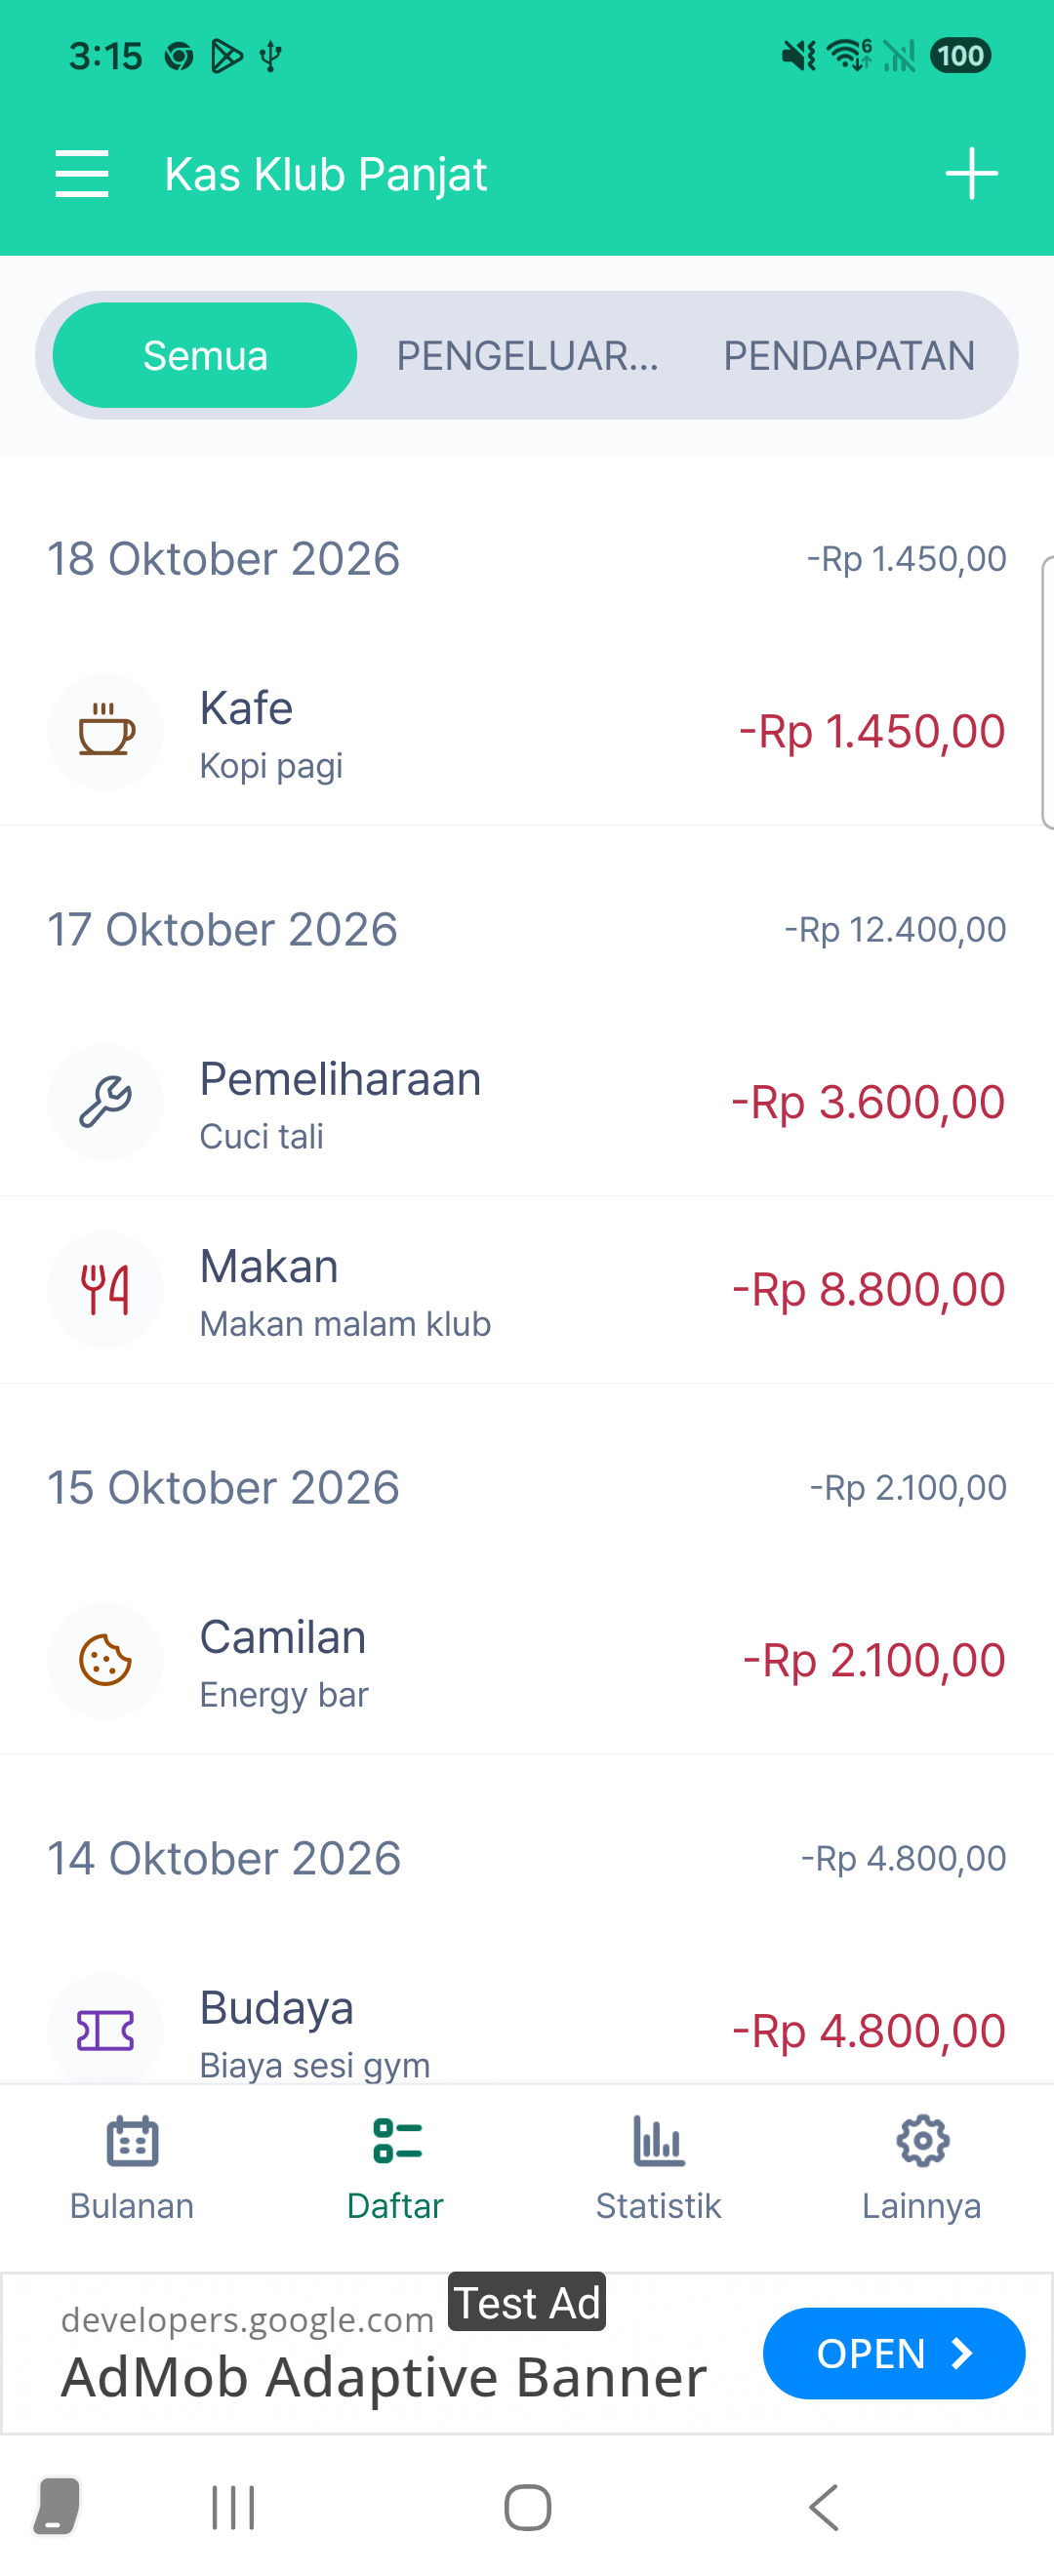 3:15
6
100
Kas Klub Panjat
Semua
PENGELUAR...
PENDAPATAN
18 Oktober 2026
-Rp 1.450,00
Kafe
Kopi pagi
-Rp 1.450,00
17 Oktober 2026
-Rp 12.400,00
Pemeliharaan
Cuci tali
-Rp 3.600,00
Makan
Makan malam klub
-Rp 8.800,00
15 Oktober 2026
-Rp 2.100,00
Camilan
Energy bar
-Rp 2.100,00
14 Oktober 2026
-Rp 4.800,00
Budaya
Biaya sesi gym
-Rp 4.800,00
Bulanan
Daftar
Statistik
Lainnya
Test Ad
developers.google.com
AdMob Adaptive Banner
OPEN